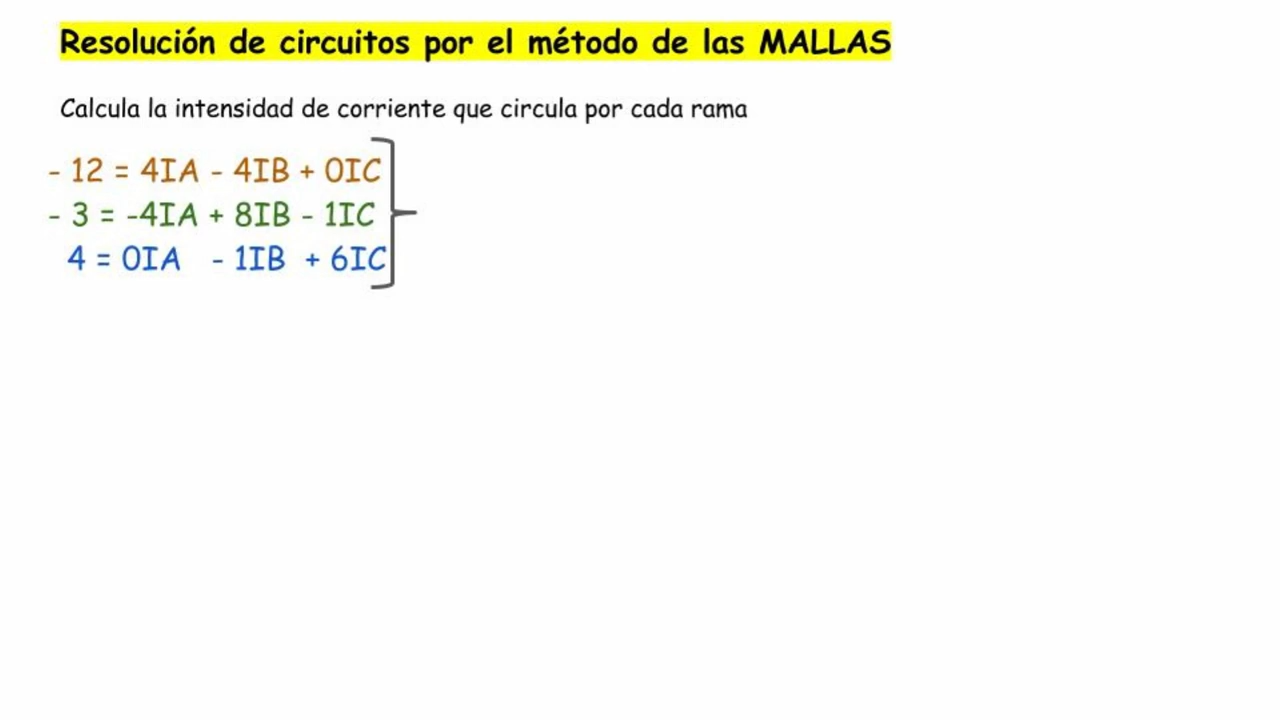 Resolución de circuitos por el método de las MALLAS
Calcula la intensidad de corriente que circula por cada rama
- 12 = 4IA - 4IB + 0IC
- 3 = -4IA + 8IB - 1IC
4 = 0IA - 1IB + 6IC